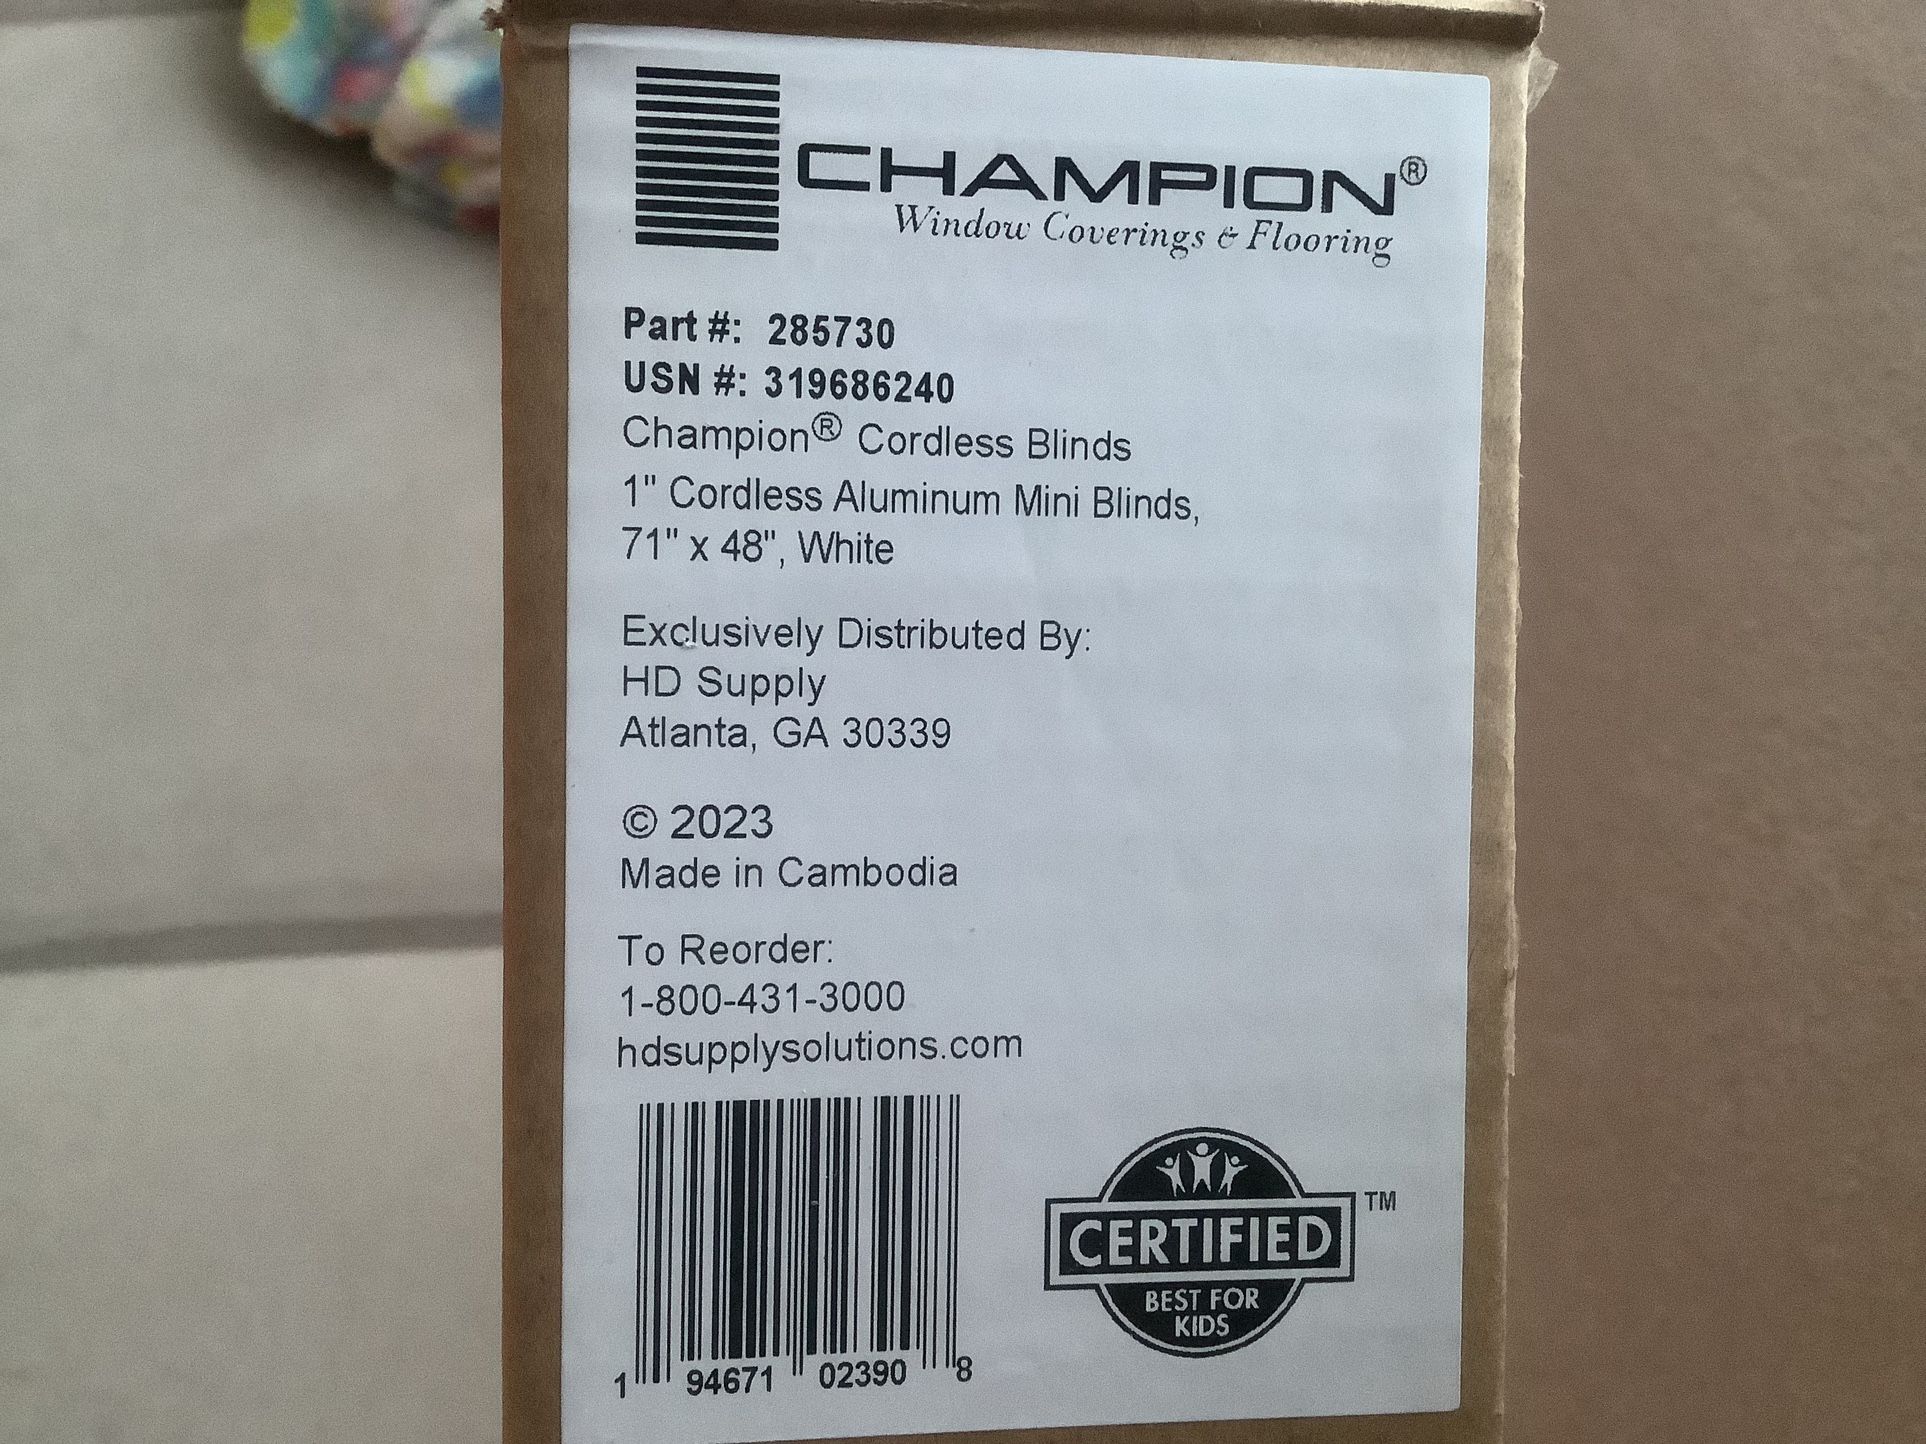 CHAMPION®
Window Coverings & Flooring
Part #: 285730
USN #: 319686240
Champion® Cordless Blinds
1" Cordless Aluminum Mini Blinds,
71" x 48", White
Exclusively Distributed By:
HD Supply
Atlanta, GA 30339
© 2023
Made in Cambodia
To Reorder:
1-800-431-3000
hdsupplysolutions.com
1 94671 02390 8
CERTIFIED™
BEST FOR
KIDS